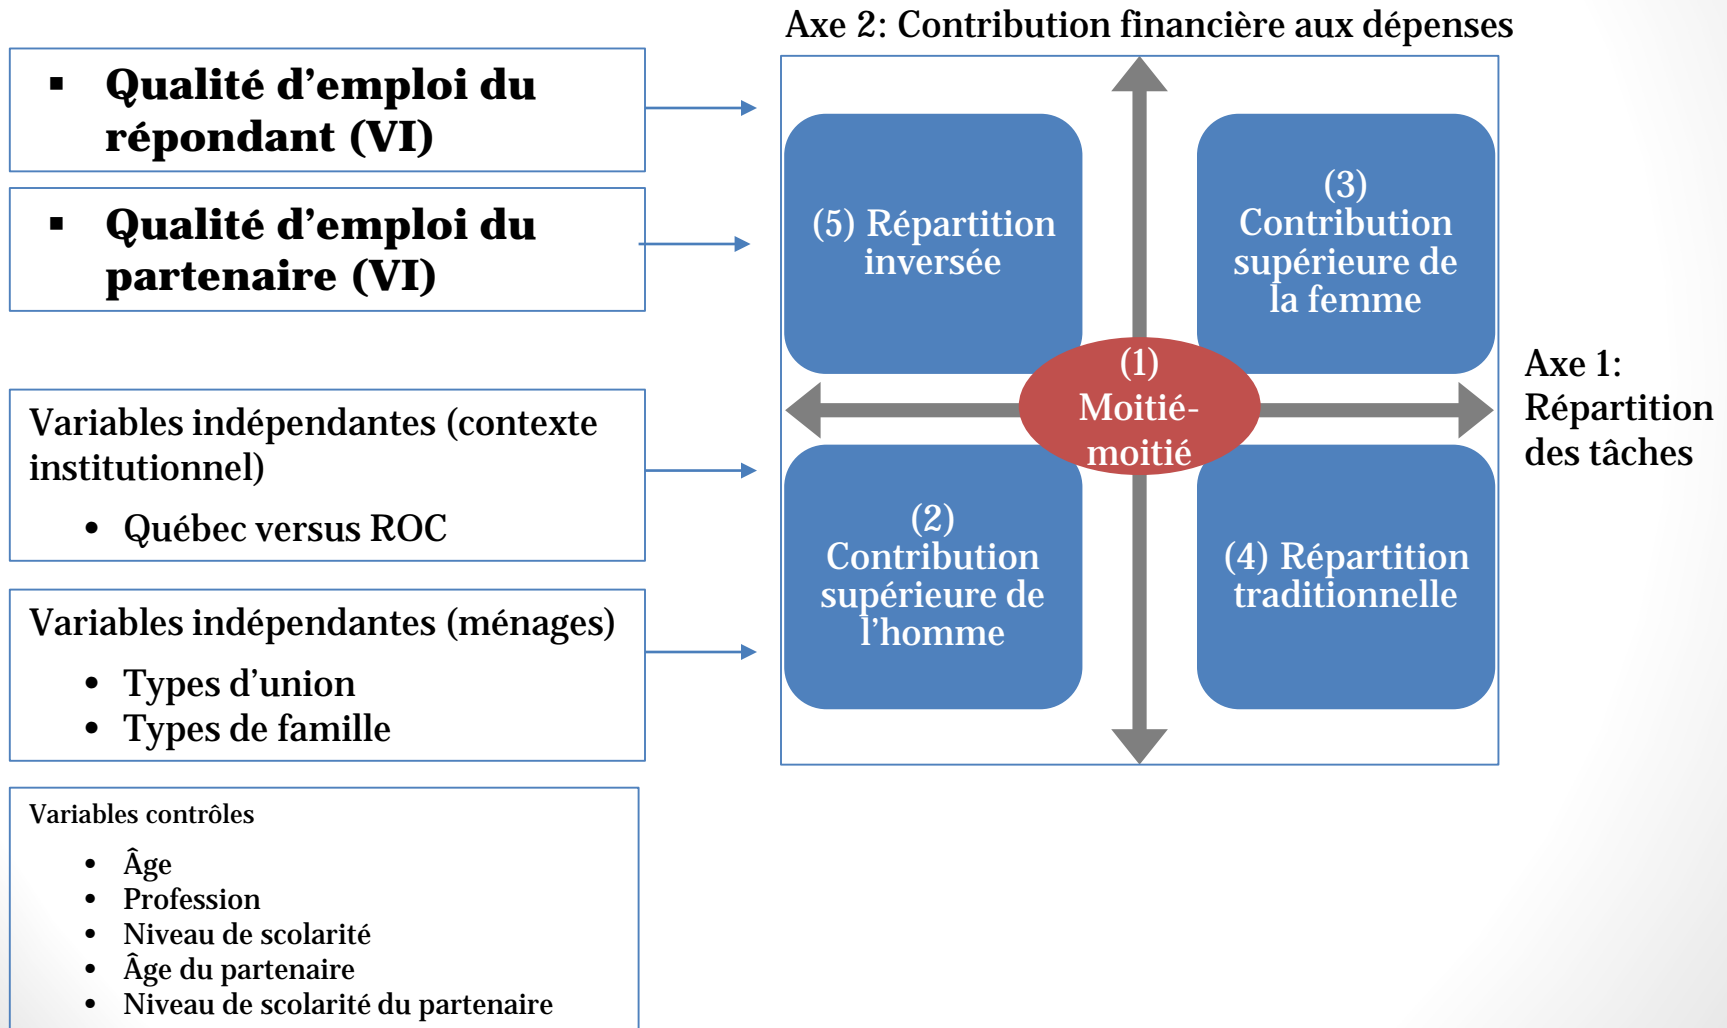 Axe 2: Contribution financière aux dépenses
▪ Qualité d'emploi du
répondant (VI)
▪ Qualité d'emploi du
partenaire (VI)
Variables indépendantes (contexte
institutionnel)
• Québec versus ROC
Variables indépendantes (ménages)
• Types d'union
• Types de famille
Variables contrôles
• Âge
• Profession
• Niveau de scolarité
• Âge du partenaire
• Niveau de scolarité du partenaire
(5) Répartition
inversée
(3)
Contribution
supérieure de
la femme
(1)
Moitié-
moitié
(2)
Contribution
supérieure de
l'homme
(4) Répartition
traditionnelle
Axe 1:
Répartition
des tâches